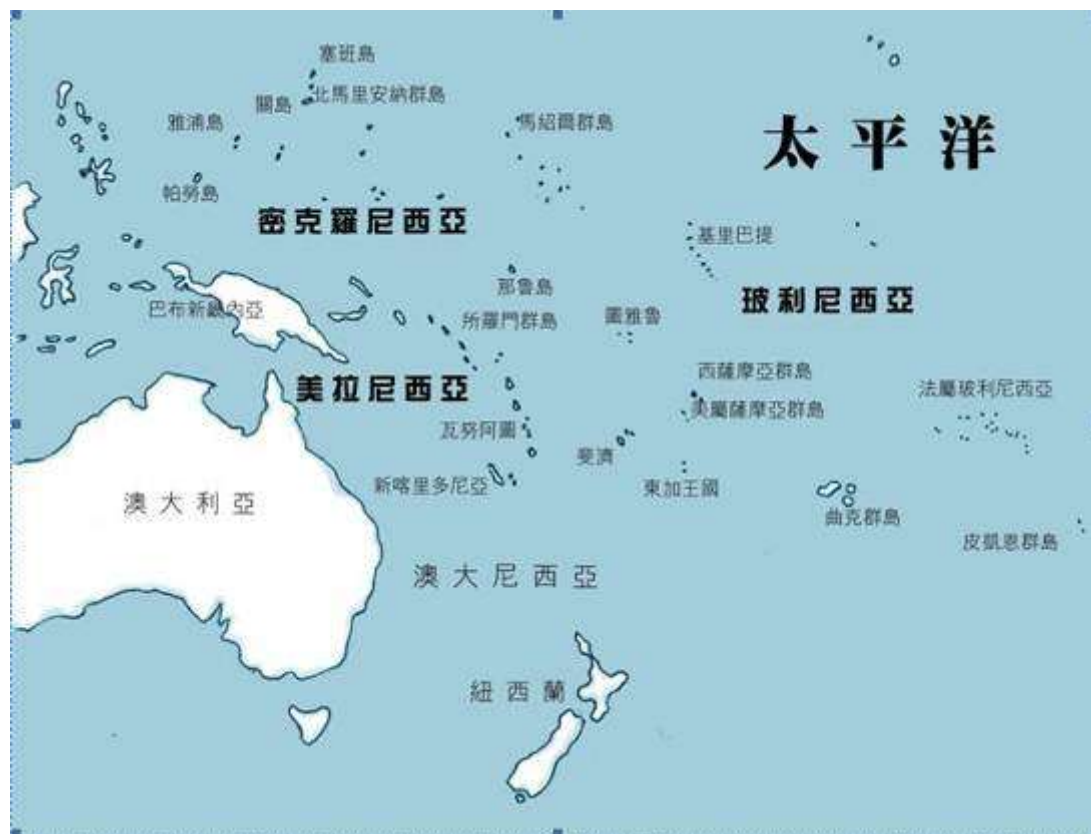 塞班島
關島
北馬里安納群島
雅浦島
馬紹爾群島
太平洋
帕勞島
密克羅尼西亞
基里巴提
那魯島
玻利尼西亞
巴布新畿內亞
所羅門群島
圖雅魯
西薩摩亞群島
美拉尼西亞
法屬玻利尼西亞
美屬薩摩亞群島
瓦努阿圖
斐濟
新喀里多尼亞
東加王國
澳大利亞
曲克群島
皮凱恩群島
澳大尼西亞
紐西蘭